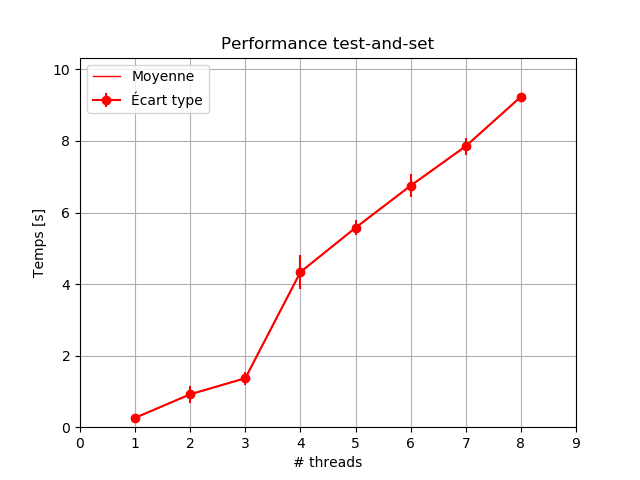 Performance test-and-set
Moyenne
Écart type
Temps [s]
10
8
6
4
2
0
0 1 2 3 4 5 6 7 8 9
# threads